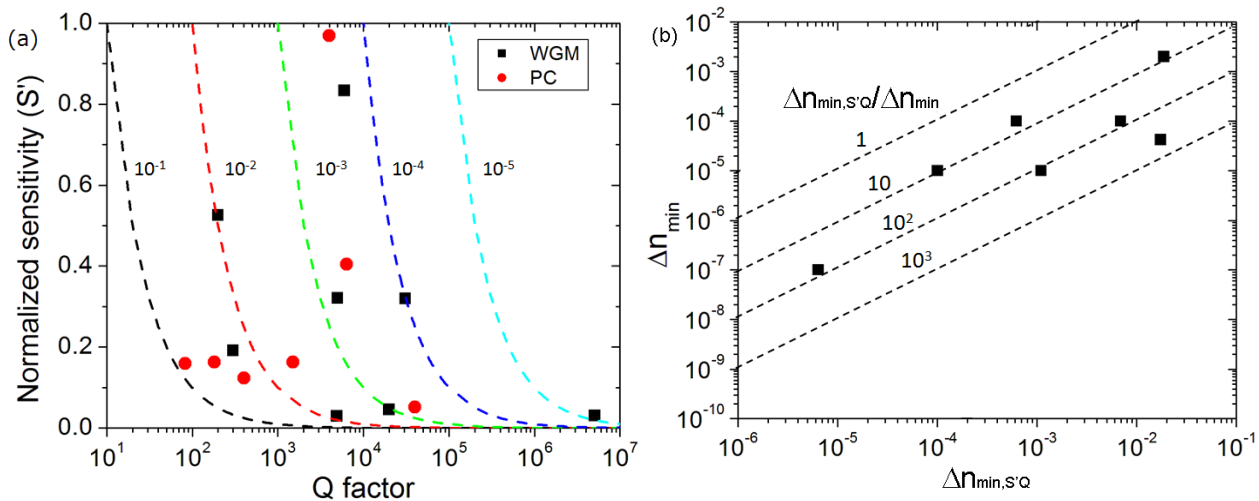 (a)
Normalized sensitivity (S')
1.0
0.8
0.6
0.4
0.2
0.0
WGM
PC
10⁻¹
10⁻²
10⁻³
10⁻⁴
10⁻⁵
10¹ 10² 10³ 10⁴ 10⁵ 10⁶ 10⁷
Q factor
(b)
Δn_min
10⁻²
10⁻³
10⁻⁴
10⁻⁵
10⁻⁶
10⁻⁷
10⁻⁸
10⁻⁹
10⁻¹⁰
Δn_min,S'Q/Δn_min
1
10
10²
10³
10⁻⁶ 10⁻⁵ 10⁻⁴ 10⁻³ 10⁻² 10⁻¹
Δn_min,S'Q